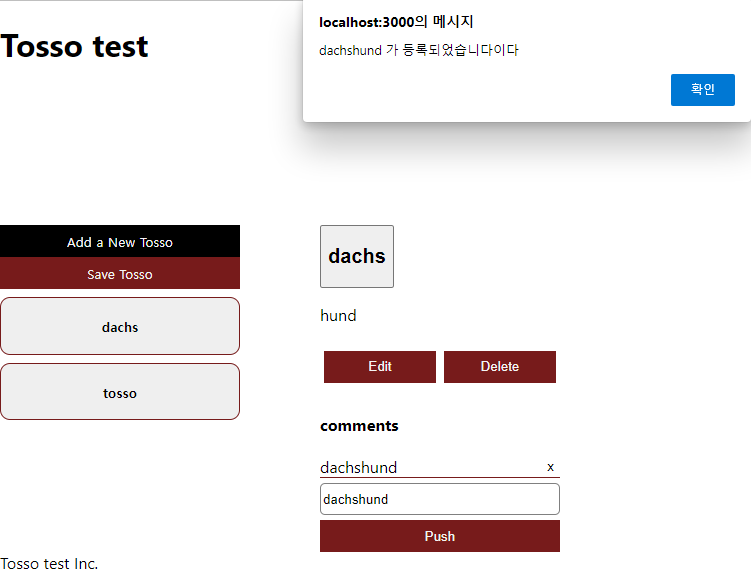 Tosso test
localhost:3000의 메시지
dachshund 가 등록되었습니다이다
확인
Add a New Tosso
Save Tosso
dachs
tosso
dachs
hund
Edit
Delete
comments
dachshund
x
dachshund
Push
Tosso test Inc.